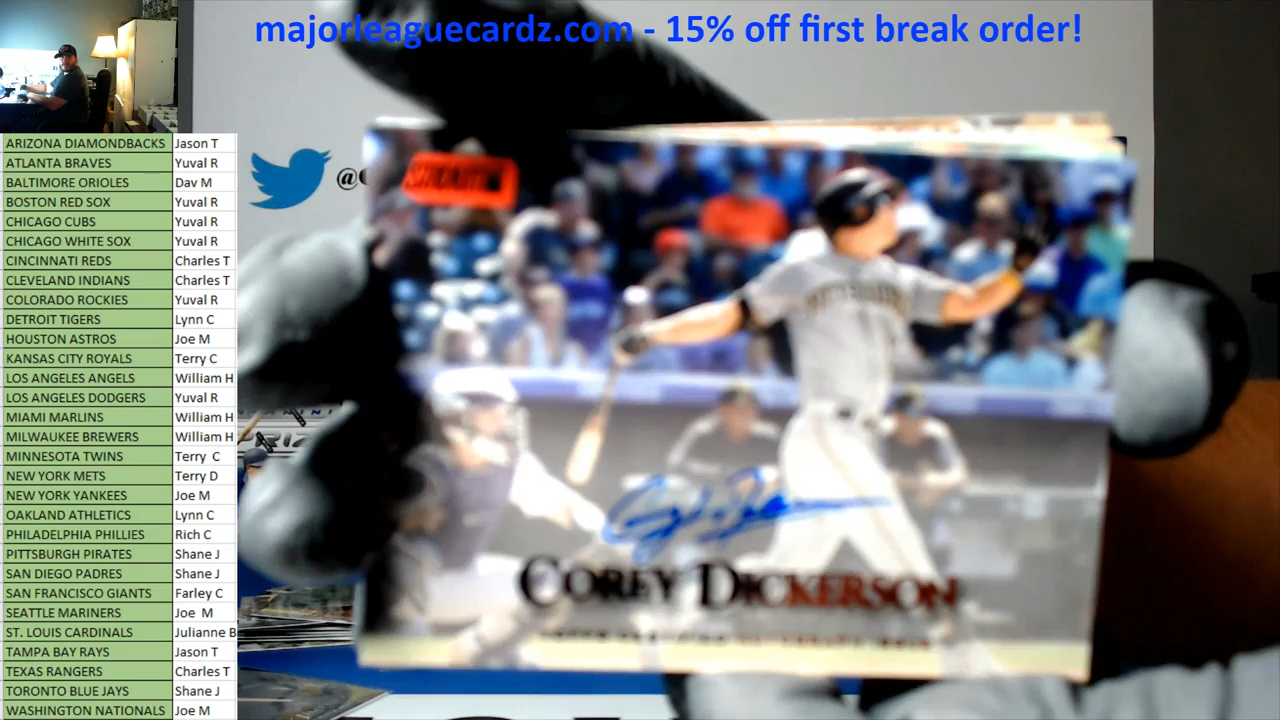 majorleaguecardz.com - 15% off first break order!
ARIZONA DIAMONDBACKS Jason T
ATLANTA BRAVES Yuval R
BALTIMORE ORIOLES Dav M
BOSTON RED SOX Yuval R
CHICAGO CUBS Yuval R
CHICAGO WHITE SOX Yuval R
CINCINNATI REDS Charles T
CLEVELAND INDIANS Charles T
COLORADO ROCKIES Yuval R
DETROIT TIGERS Lynn C
HOUSTON ASTROS Joe M
KANSAS CITY ROYALS Terry C
LOS ANGELES ANGELS William H
LOS ANGELES DODGERS Yuval R
MIAMI MARLINS William H
MILWAUKEE BREWERS William H
MINNESOTA TWINS Terry C
NEW YORK METS Terry D
NEW YORK YANKEES Joe M
OAKLAND ATHLETICS Lynn C
PHILADELPHIA PHILLIES Rich C
PITTSBURGH PIRATES Shane J
SAN DIEGO PADRES Shane J
SAN FRANCISCO GIANTS Farley C
SEATTLE MARINERS Joe M
ST. LOUIS CARDINALS Julianne B
TAMPA BAY RAYS Jason T
TEXAS RANGERS Charles T
TORONTO BLUE JAYS Shane J
WASHINGTON NATIONALS Joe M
@
COREY DICKERSON